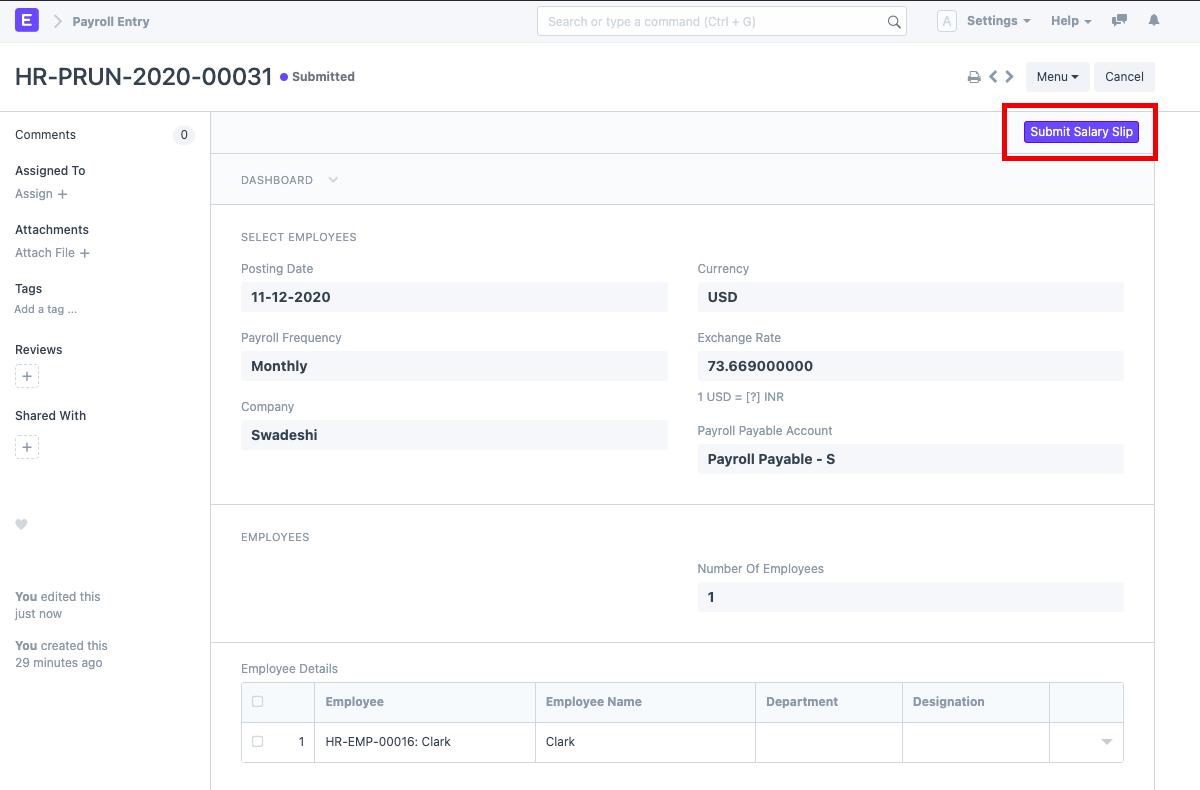 E
Payroll Entry
Search or type a command (Ctrl + G)
A
Settings
Help
HR-PRUN-2020-00031
Submitted
Menu
Cancel
Comments
0
Assigned To
Assign +
Attachments
Attach File +
Tags
Add a tag ...
Reviews
+
Shared With
+
You edited this
just now
You created this
29 minutes ago
Submit Salary Slip
DASHBOARD
SELECT EMPLOYEES
Posting Date
11-12-2020
Payroll Frequency
Monthly
Company
Swadeshi
Currency
USD
Exchange Rate
73.669000000
1 USD = [?] INR
Payroll Payable Account
Payroll Payable - S
EMPLOYEES
Number Of Employees
1
Employee Details
Employee
Employee Name
Department
Designation
1
HR-EMP-00016: Clark
Clark